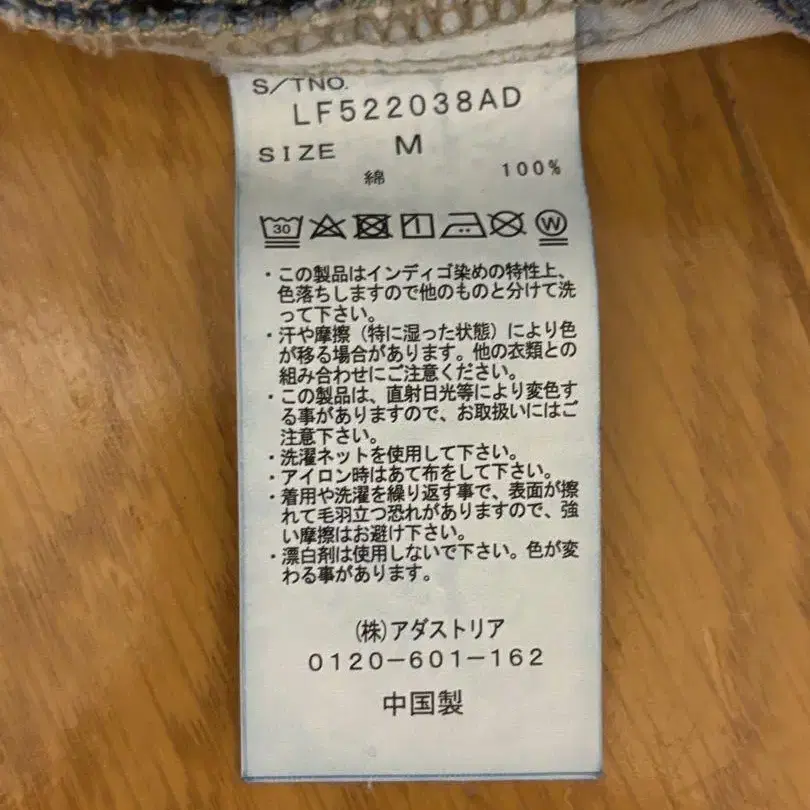 S/TNO.
LF522038AD
SIZE M
綿 100%
30 W
・この製品はインディゴ染めの特性上、
色落ちしますので他のものと分けて洗
って下さい。
・汗や摩擦（特に湿った状態）により色
が移る場合があります。他の衣類との
組み合わせにご注意ください。
・この製品は、直射日光等により変色す
る事がありますので、お取扱いにはご
注意下さい。
・洗濯ネットを使用して下さい。
・アイロン時はあて布をして下さい。
・着用や洗濯を繰り返す事で、表面が擦
れて毛羽立つ恐れがありますので、強
い摩擦はお避け下さい。
・漂白剤は使用しないで下さい。色が変
わる事があります。
(株)アダストリア
0120-601-162
中国製